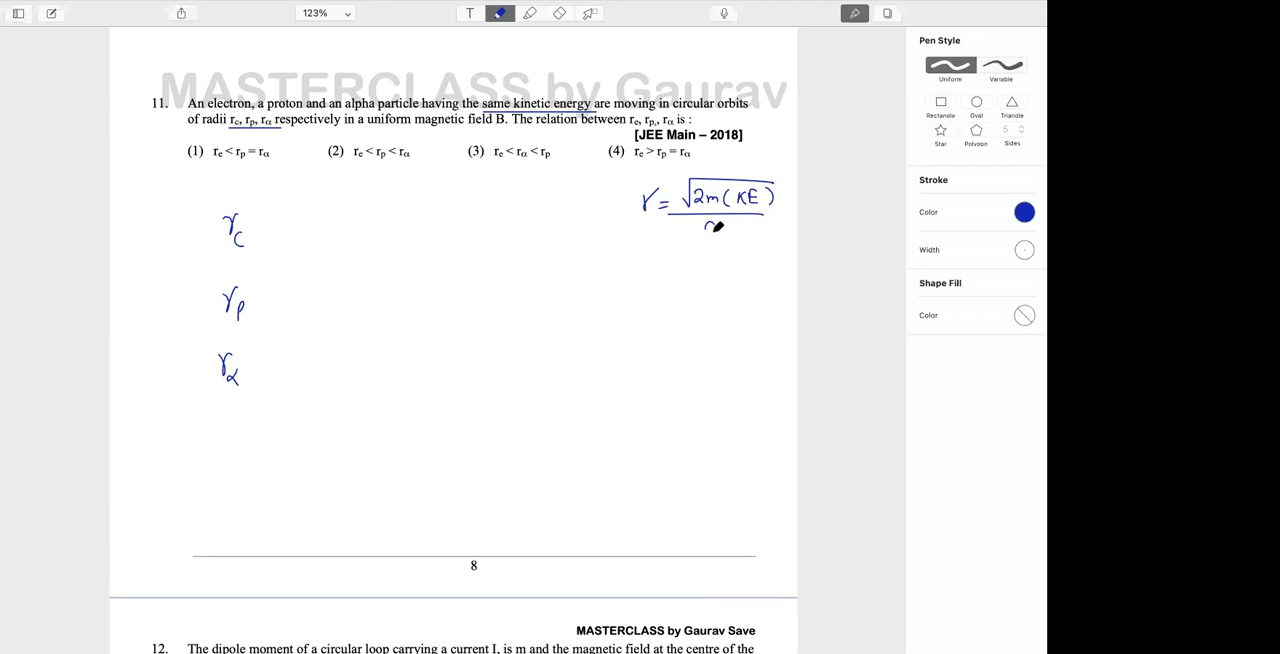 123%
T
Pen Style
Uniform
Variable
Rectangle
Oval
Triangle
Star
Polygon
5
Sides
Stroke
Color
Width
Shape Fill
Color
MASTERCLASS by Gaurav
11. An electron, a proton and an alpha particle having the same kinetic energy are moving in circular orbits
of radii re, rp, rα respectively in a uniform magnetic field B. The relation between re, rp,, rα is :
[JEE Main – 2018]
(1) re < rp = rα (2) re < rp < rα (3) re < rα < rp (4) re > rp = rα
r = √2m(KE)
re
rp
rα
8
MASTERCLASS by Gaurav Save
12. The dipole moment of a circular loop carrying a current I, is m and the magnetic field at the centre of the